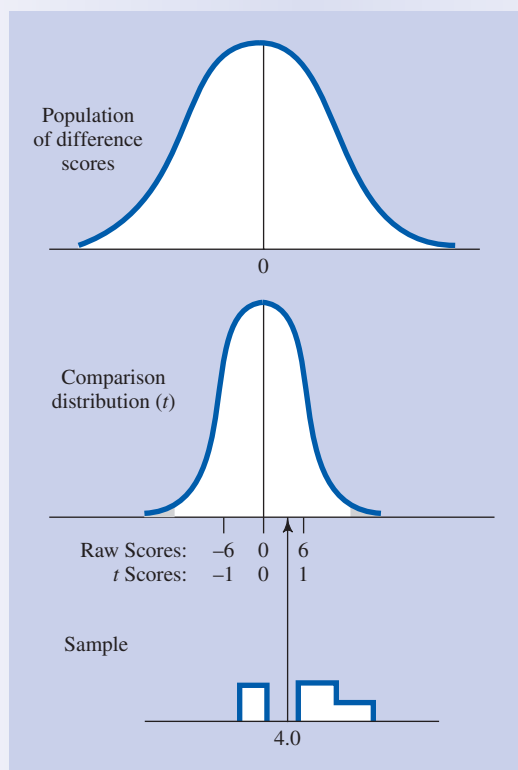 Population
of difference
scores
0
Comparison
distribution (t)
Raw Scores: –6 0 6
t Scores: –1 0 1
Sample
4.0